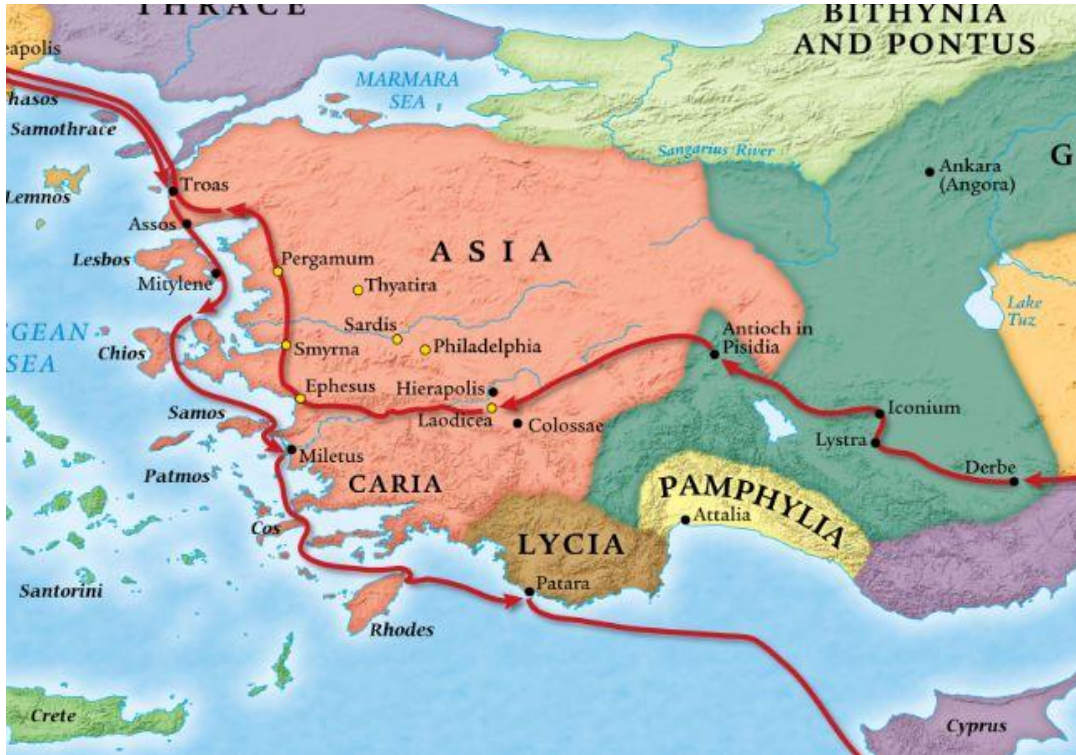 THRACE
BITHYNIA
AND PONTUS
eapolis
MARMARA
SEA
hasos
Samothrace
Sangarius River
G
Ankara
(Angora)
Troas
Lemnos
Assos
ASIA
Lesbos
Pergamum
Mitylene
Thyatira
Lake
Tuz
GEAN
SEA
Sardis
Antioch in
Pisidia
Chios
Smyrna
Philadelphia
Ephesus
Hierapolis
Samos
Laodicea
Colossae
Iconium
Lystra
Miletus
Derbe
Patmos
CARIA
PAMPHYLIA
Attalia
Cos
LYCIA
Santorini
Patara
Rhodes
Crete
Cyprus